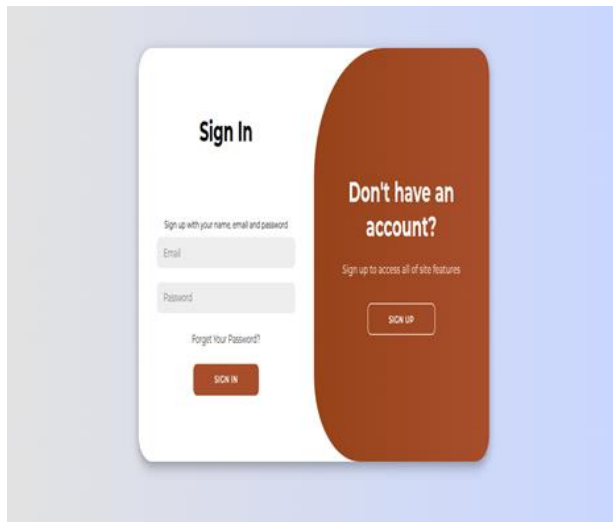 Sign In
Sign up with your name, email and password
Email
Password
Forget Your Password?
SIGN IN
Don't have an
account?
Sign up to access all of site features
SIGN UP